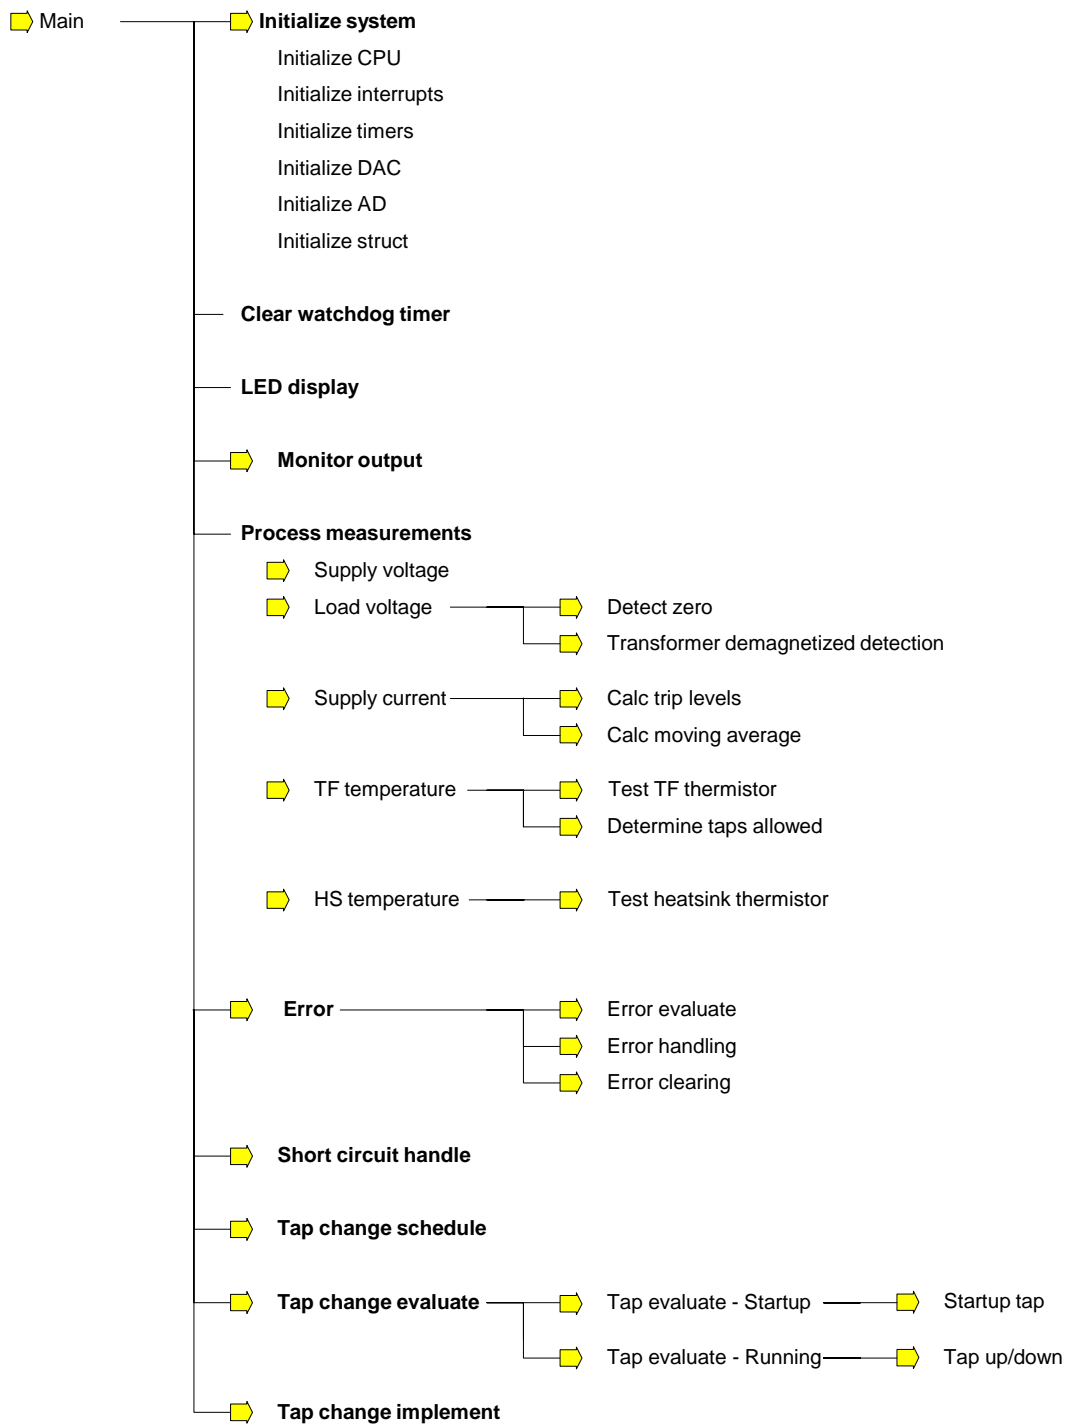 Main
Initialize system
Initialize CPU
Initialize interrupts
Initialize timers
Initialize DAC
Initialize AD
Initialize struct
Clear watchdog timer
LED display
Monitor output
Process measurements
Supply voltage
Load voltage
Detect zero
Transformer demagnetized detection
Supply current
Calc trip levels
Calc moving average
TF temperature
Test TF thermistor
Determine taps allowed
HS temperature
Test heatsink thermistor
Error
Error evaluate
Error handling
Error clearing
Short circuit handle
Tap change schedule
Tap change evaluate
Tap evaluate - Startup
Startup tap
Tap evaluate - Running
Tap up/down
Tap change implement